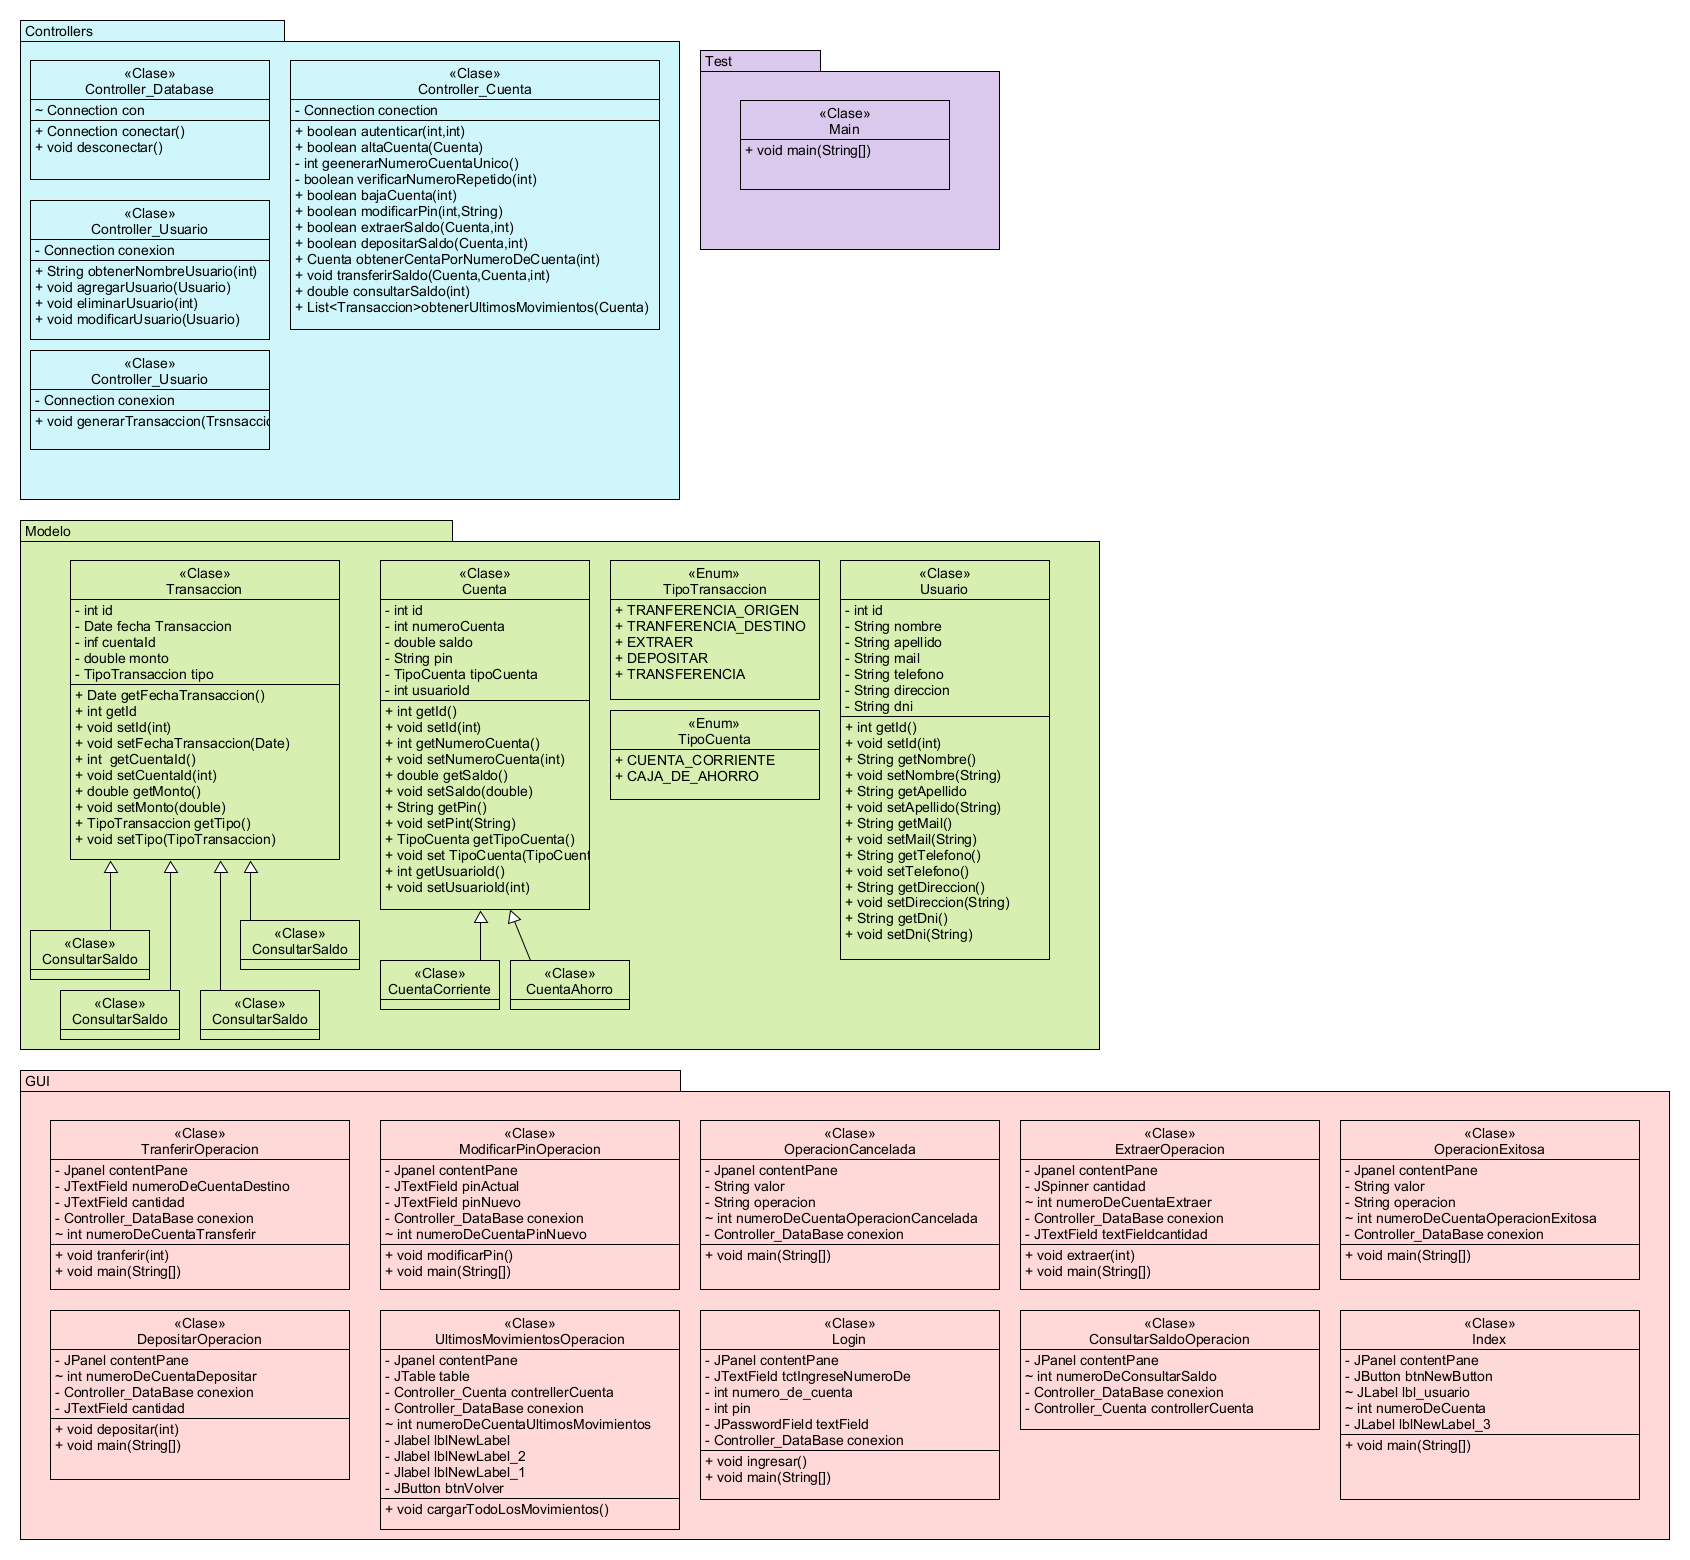 Controllers
«Clase»
Controller_Database
~ Connection con
+ Connection conectar()
+ void desconectar()
«Clase»
Controller_Usuario
- Connection conexion
+ String obtenerNombreUsuario(int)
+ void agregarUsuario(Usuario)
+ void eliminarUsuario(int)
+ void modificarUsuario(Usuario)
«Clase»
Controller_Usuario
- Connection conexion
+ void generarTransaccion(Trsnsaccio
«Clase»
Controller_Cuenta
- Connection conection
+ boolean autenticar(int,int)
+ boolean altaCuenta(Cuenta)
- int geenerarNumeroCuentaUnico()
- boolean verificarNumeroRepetido(int)
+ boolean bajaCuenta(int)
+ boolean modificarPin(int,String)
+ boolean extraerSaldo(Cuenta,int)
+ boolean depositarSaldo(Cuenta,int)
+ Cuenta obtenerCentaPorNumeroDeCuenta(int)
+ void transferirSaldo(Cuenta,Cuenta,int)
+ double consultarSaldo(int)
+ List<Transaccion>obtenerUltimosMovimientos(Cuenta)
Test
«Clase»
Main
+ void main(String[])
Modelo
«Clase»
Transaccion
- int id
- Date fecha Transaccion
- inf cuentaId
- double monto
- TipoTransaccion tipo
+ Date getFechaTransaccion()
+ int getId
+ void setId(int)
+ void setFechaTransaccion(Date)
+ int  getCuentaId()
+ void setCuentaId(int)
+ double getMonto()
+ void setMonto(double)
+ TipoTransaccion getTipo()
+ void setTipo(TipoTransaccion)
«Clase»
ConsultarSaldo
«Clase»
ConsultarSaldo
«Clase»
ConsultarSaldo
«Clase»
ConsultarSaldo
«Clase»
Cuenta
- int id
- int numeroCuenta
- double saldo
- String pin
- TipoCuenta tipoCuenta
- int usuarioId
+ int getId()
+ void setId(int)
+ int getNumeroCuenta()
+ void setNumeroCuenta(int)
+ double getSaldo()
+ void setSaldo(double)
+ String getPin()
+ void setPint(String)
+ TipoCuenta getTipoCuenta()
+ void set TipoCuenta(TipoCuent
+ int getUsuarioId()
+ void setUsuarioId(int)
«Clase»
CuentaCorriente
«Clase»
CuentaAhorro
«Enum»
TipoTransaccion
+ TRANFERENCIA_ORIGEN
+ TRANFERENCIA_DESTINO
+ EXTRAER
+ DEPOSITAR
+ TRANSFERENCIA
«Enum»
TipoCuenta
+ CUENTA_CORRIENTE
+ CAJA_DE_AHORRO
«Clase»
Usuario
- int id
- String nombre
- String apellido
- String mail
- String telefono
- String direccion
- String dni
+ int getId()
+ void setId(int)
+ String getNombre()
+ void setNombre(String)
+ String getApellido
+ void setApellido(String)
+ String getMail()
+ void setMail(String)
+ String getTelefono()
+ void setTelefono()
+ String getDireccion()
+ void setDireccion(String)
+ String getDni()
+ void setDni(String)
GUI
«Clase»
TranferirOperacion
- Jpanel contentPane
- JTextField numeroDeCuentaDestino
- JTextField cantidad
- Controller_DataBase conexion
~ int numeroDeCuentaTransferir
+ void tranferir(int)
+ void main(String[])
«Clase»
ModificarPinOperacion
- Jpanel contentPane
- JTextField pinActual
- JTextField pinNuevo
- Controller_DataBase conexion
~ int numeroDeCuentaPinNuevo
+ void modificarPin()
+ void main(String[])
«Clase»
OperacionCancelada
- Jpanel contentPane
- String valor
- String operacion
~ int numeroDeCuentaOperacionCancelada
- Controller_DataBase conexion
+ void main(String[])
«Clase»
ExtraerOperacion
- Jpanel contentPane
- JSpinner cantidad
~ int numeroDeCuentaExtraer
- Controller_DataBase conexion
- JTextField textFieldcantidad
+ void extraer(int)
+ void main(String[])
«Clase»
OperacionExitosa
- Jpanel contentPane
- String valor
- String operacion
~ int numeroDeCuentaOperacionExitosa
- Controller_DataBase conexion
+ void main(String[])
«Clase»
DepositarOperacion
- JPanel contentPane
~ int numeroDeCuentaDepositar
- Controller_DataBase conexion
- JTextField cantidad
+ void depositar(int)
+ void main(String[])
«Clase»
UltimosMovimientosOperacion
- Jpanel contentPane
- JTable table
- Controller_Cuenta contrellerCuenta
- Controller_DataBase conexion
~ int numeroDeCuentaUltimosMovimientos
- Jlabel lblNewLabel
- Jlabel lblNewLabel_2
- Jlabel lblNewLabel_1
- JButton btnVolver
+ void cargarTodoLosMovimientos()
«Clase»
Login
- JPanel contentPane
- JTextField tctIngreseNumeroDe
- int numero_de_cuenta
- int pin
- JPasswordField textField
- Controller_DataBase conexion
+ void ingresar()
+ void main(String[])
«Clase»
ConsultarSaldoOperacion
- JPanel contentPane
~ int numeroDeConsultarSaldo
- Controller_DataBase conexion
- Controller_Cuenta controllerCuenta
«Clase»
Index
- JPanel contentPane
- JButton btnNewButton
~ JLabel lbl_usuario
~ int numeroDeCuenta
- JLabel lblNewLabel_3
+ void main(String[])